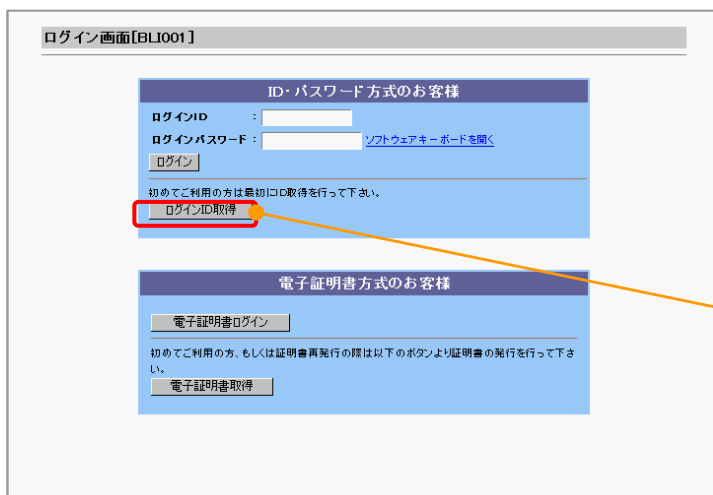 ログイン画面[BLI001]
ID・パスワード方式のお客様
ログインID :
ログインパスワード : ソフトウェアキーボードを開く
ログイン
初めてご利用の方は最初にID取得を行って下さい。
ログインID取得
電子証明書方式のお客様
電子証明書ログイン
初めてご利用の方、もしくは証明書再発行の際は以下のボタンより証明書の発行を行って下さ
い。
電子証明書取得